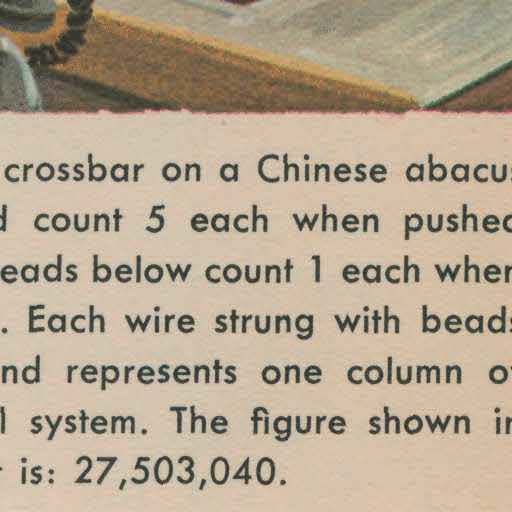 crossbar on a Chinese abacus
d count 5 each when pushed
eads below count 1 each when
. Each wire strung with beads
nd represents one column of
l system. The figure shown in
r is: 27,503,040.